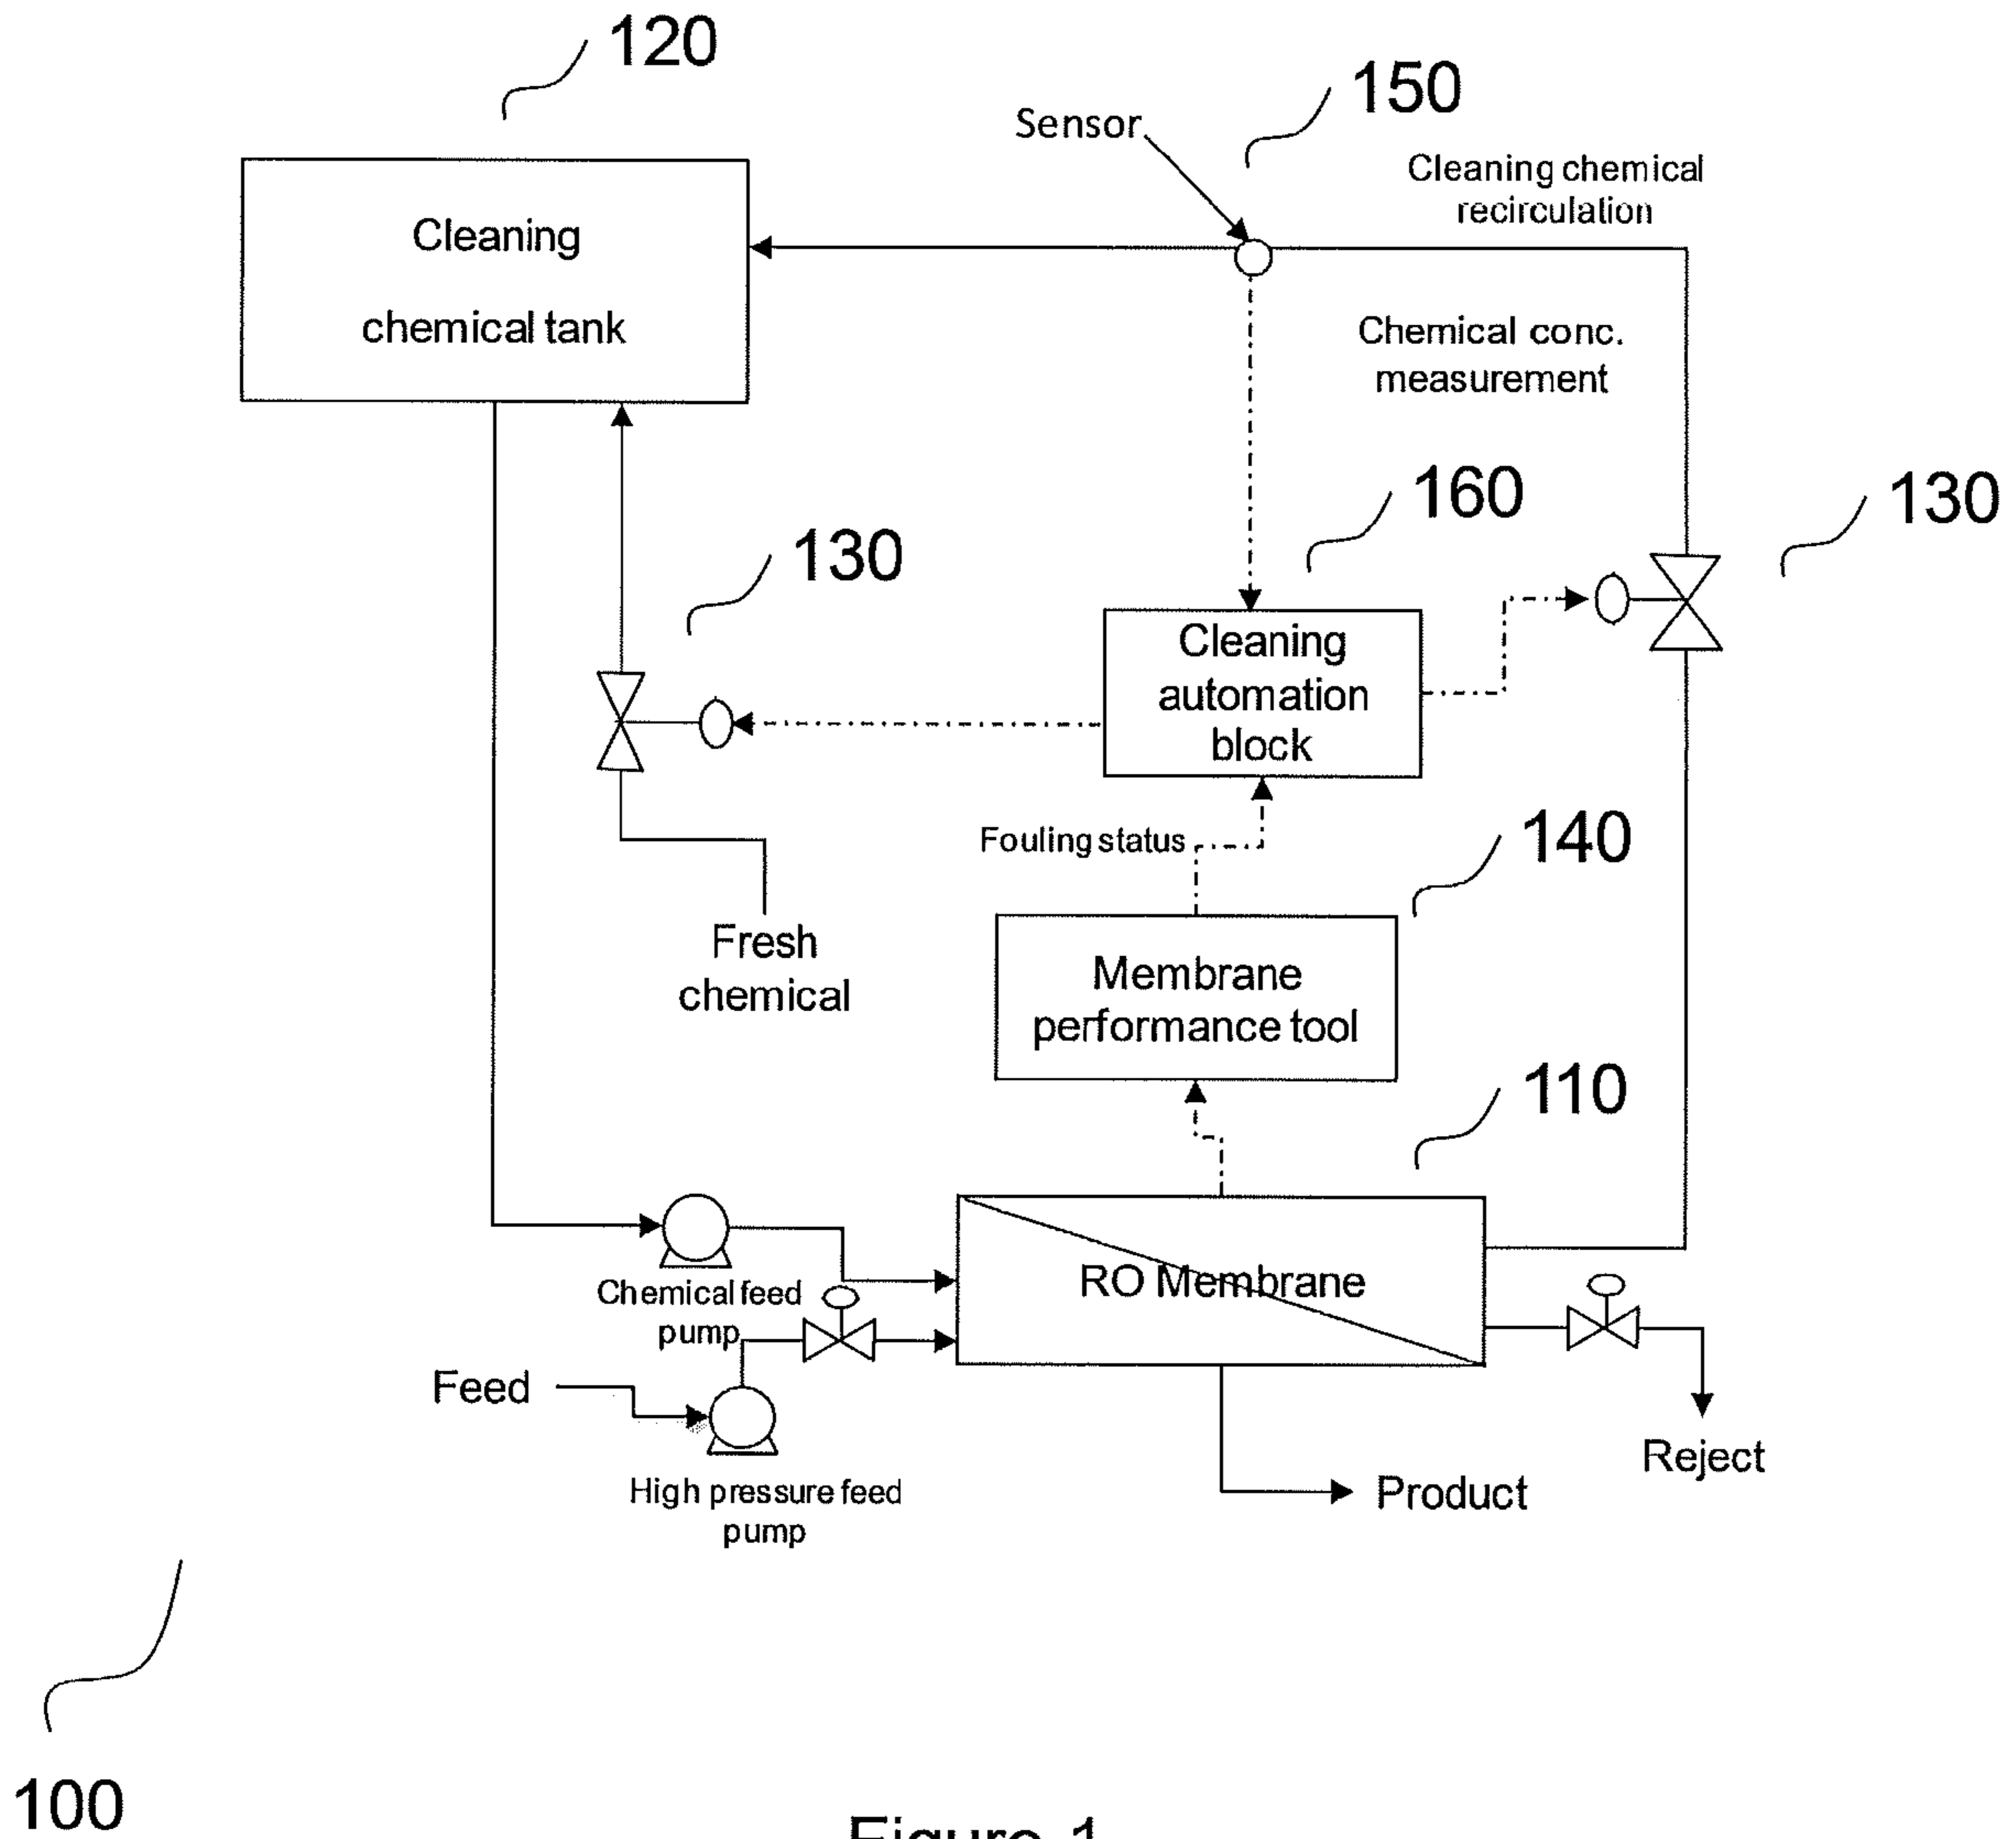 120
150
Sensor
Cleaning chemical
recirculation
Cleaning
chemical tank
Chemical conc.
measurement
160
130
130
Cleaning
automation
block
Fouling status
140
Fresh
chemical
Membrane
performance tool
110
Chemical feed
pump
RO Membrane
Feed
High pressure feed
pump
Product
Reject
100
Figure 1